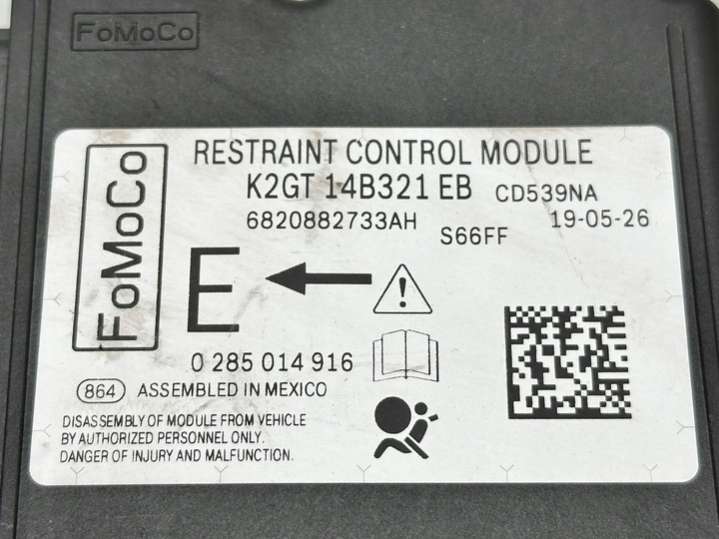 FoMoCo
FoMoCo
RESTRAINT CONTROL MODULE
K2GT 14B321 EB CD539NA
6820882733AH S66FF 19-05-26
E
0 285 014 916
864 ASSEMBLED IN MEXICO
DISASSEMBLY OF MODULE FROM VEHICLE
BY AUTHORIZED PERSONNEL ONLY.
DANGER OF INJURY AND MALFUNCTION.